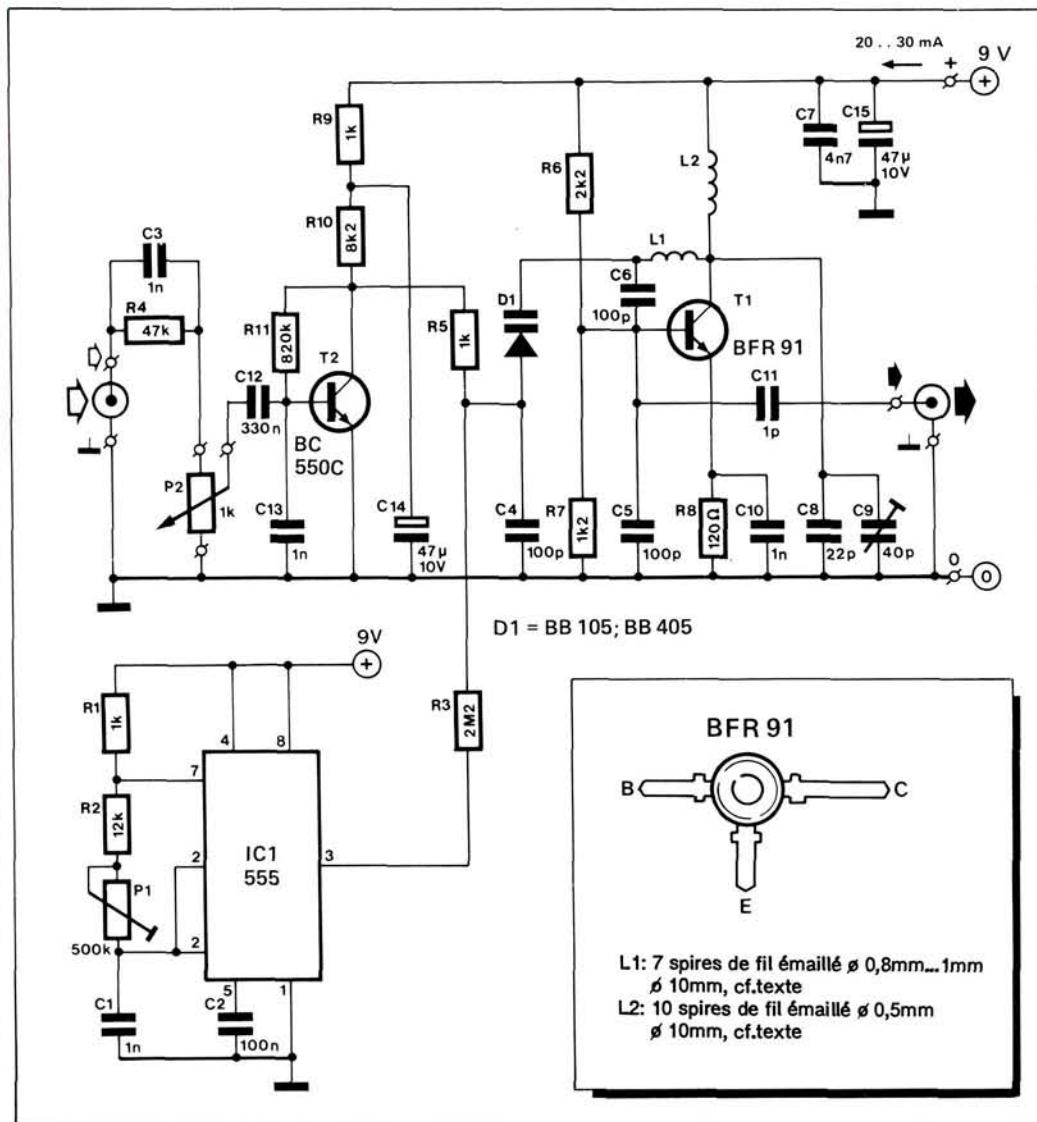 20 . . 30 mA
+
9 V
+
R9
1k
R6
2k2
L2
C7
4n7
C15
47µ
10V
R10
8k2
C3
1n
R4
47k
L1
C6
100p
D1
T1
BFR 91
R11
820k
T2
R5
1k
C12
330n
BC
550C
C11
1p
P2
1k
C13
1n
C14
47µ
10V
C4
100p
R7
1k2
C5
100p
R8
120 Ω
C10
1n
C8
22p
C9
40p
0
0
D1 = BB 105; BB 405
9V
+
R1
1k
R2
12k
P1
500k
C1
1n
C2
100n
4
8
7
2
2
3
5
1
IC1
555
R3
2M2
BFR 91
B
C
E
L1: 7 spires de fil émaillé ø 0,8mm...1mm
ø 10mm, cf.texte
L2: 10 spires de fil émaillé ø 0,5mm
ø 10mm, cf.texte